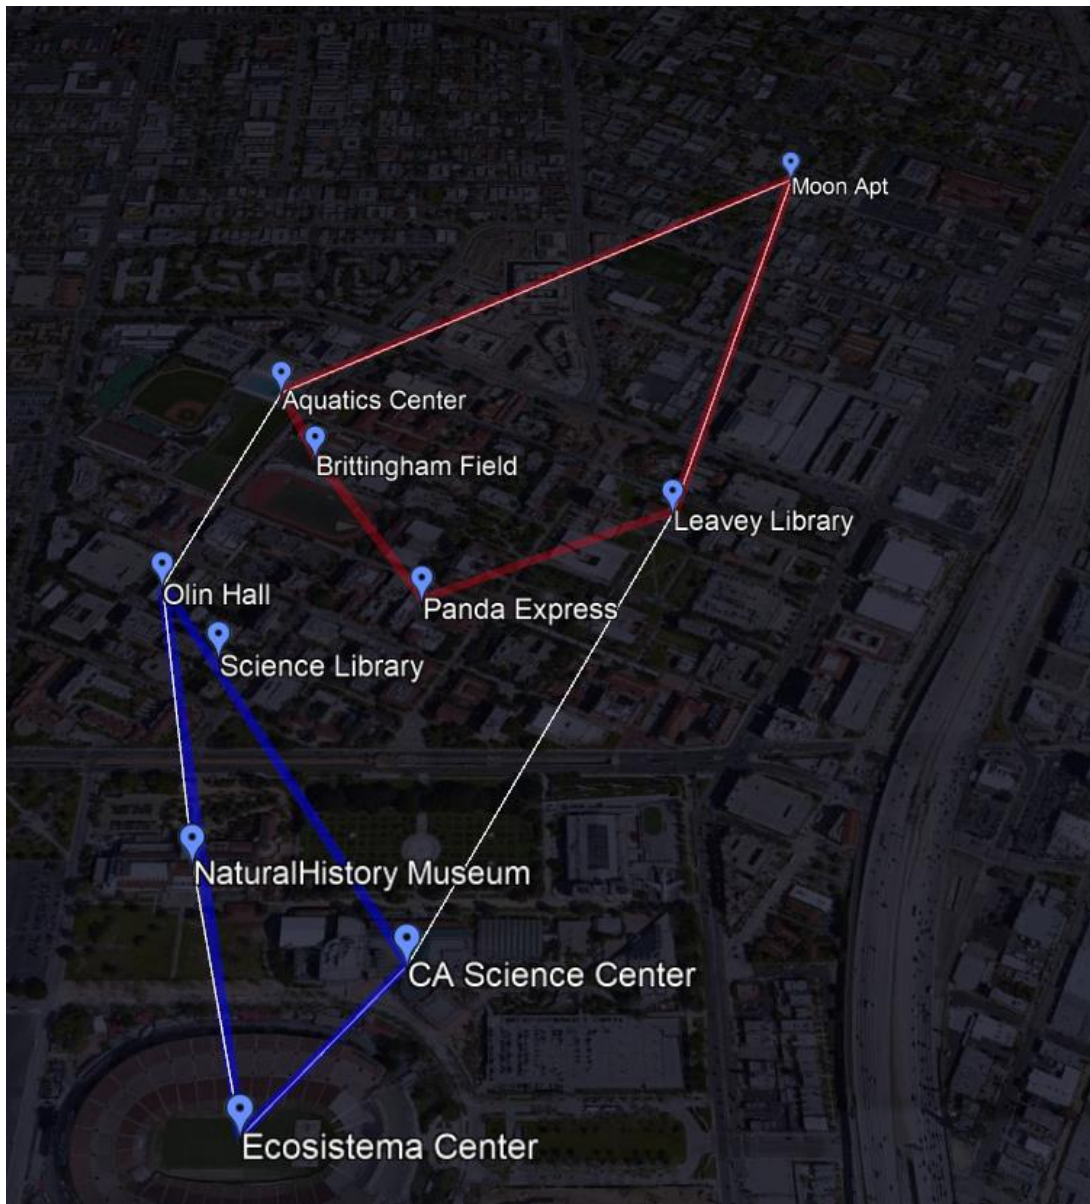 Moon Apt
Aquatics Center
Brittingham Field
Leavey Library
Olin Hall
Panda Express
Science Library
NaturalHistory Museum
CA Science Center
Ecosistema Center